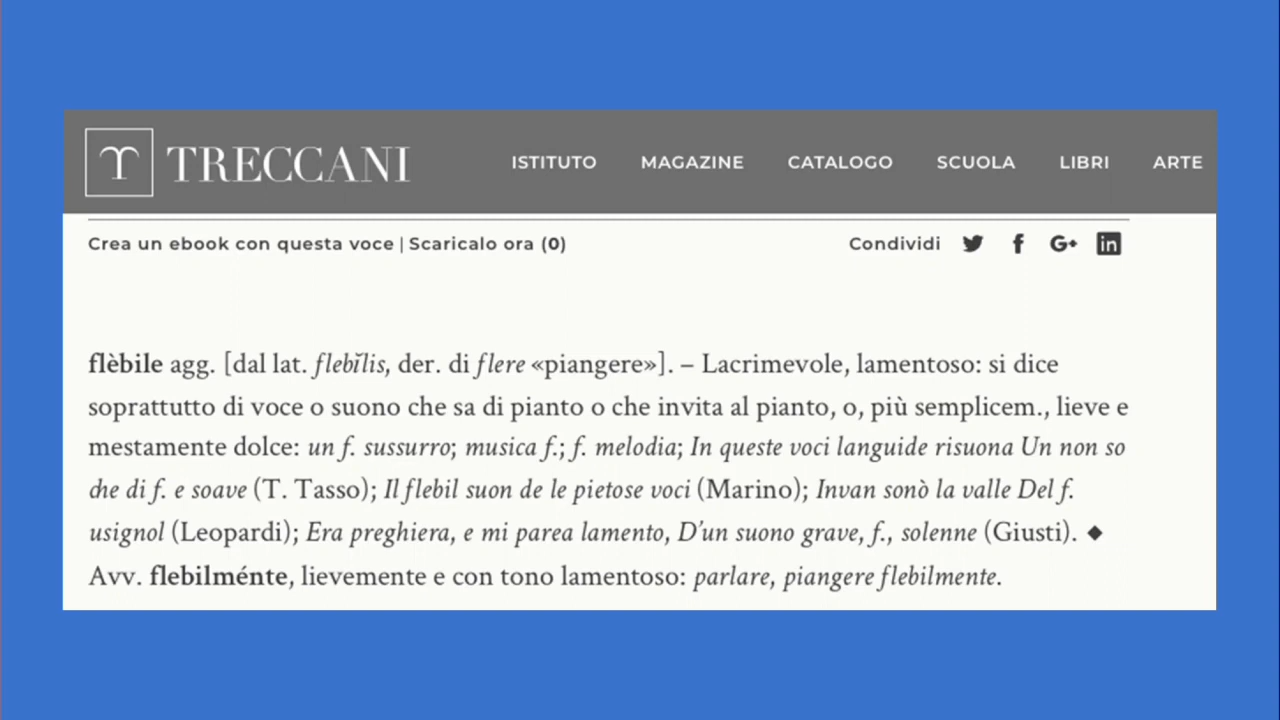 TRECCANI ISTITUTO MAGAZINE CATALOGO SCUOLA LIBRI ARTE
Crea un ebook con questa voce | Scaricalo ora (0) Condividi
flèbile agg. [dal lat. flebĭlis, der. di flere «piangere»]. – Lacrimevole, lamentoso: si dice
soprattutto di voce o suono che sa di pianto o che invita al pianto, o, più semplicem., lieve e
mestamente dolce: un f. sussurro; musica f.; f. melodia; In queste voci languide risuona Un non so
che di f. e soave (T. Tasso); Il flebil suon de le pietose voci (Marino); Invan sonò la valle Del f.
usignol (Leopardi); Era preghiera, e mi parea lamento, D’un suono grave, f., solenne (Giusti). ◆
Avv. flebilménte, lievemente e con tono lamentoso: parlare, piangere flebilmente.